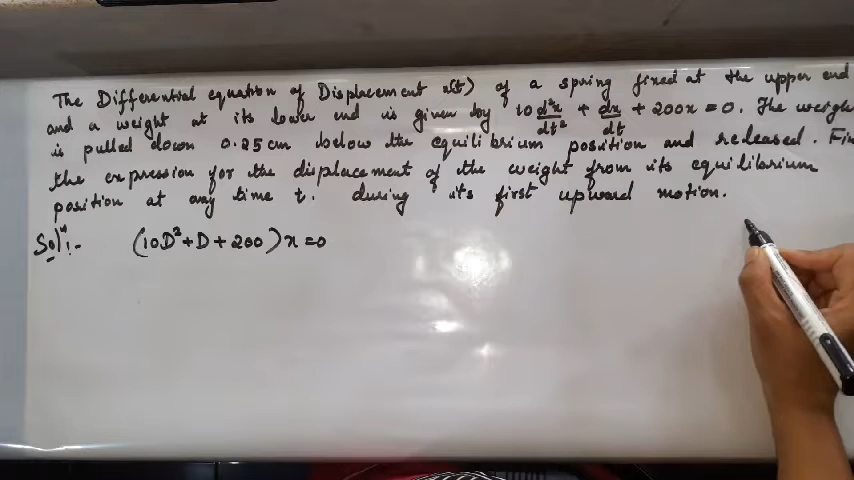 The Differential equation of Displacement x(t) of a spring fixed at the upper end
and a weight at its lower end is given by 10 d²x/dt² + dx/dt + 200x = 0. The weight
is pulled down 0.25 cm below the equilibrium position and released. Fin
the expression for the displacement of the weight from its equilibrium
position at any time t. during its first upward motion.
Solⁿ:- (10D²+D+200)x=0